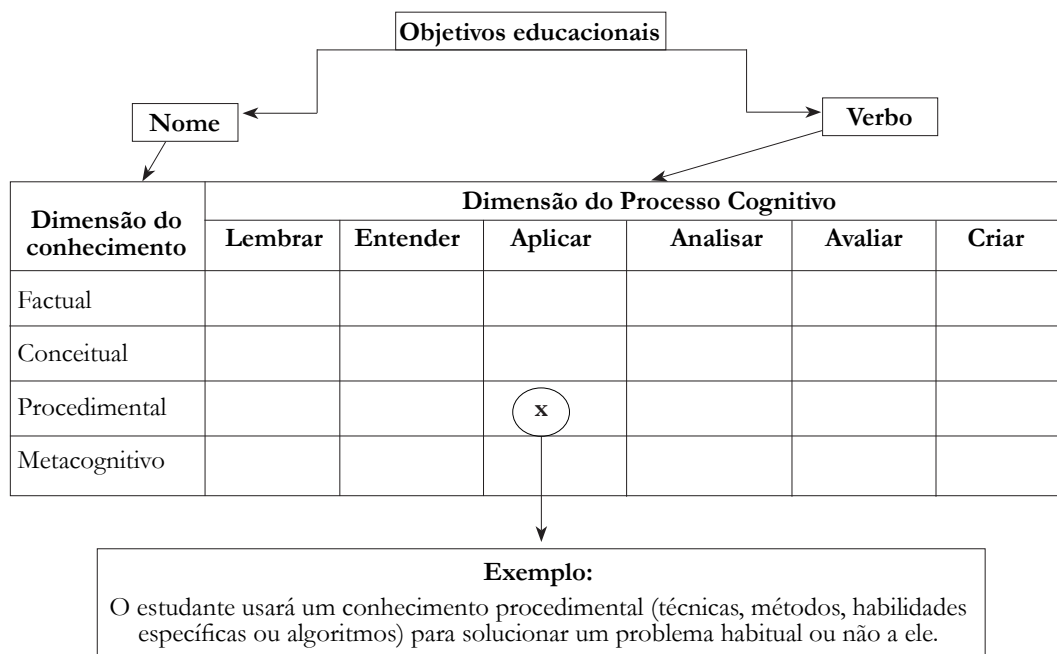 Objetivos educacionais
Nome
Verbo
Dimensão do
conhecimento
Dimensão do Processo Cognitivo
Lembrar Entender Aplicar Analisar Avaliar Criar
Factual
Conceitual
Procedimental
x
Metacognitivo
Exemplo:
O estudante usará um conhecimento procedimental (técnicas, métodos, habilidades
específicas ou algoritmos) para solucionar um problema habitual ou não a ele.